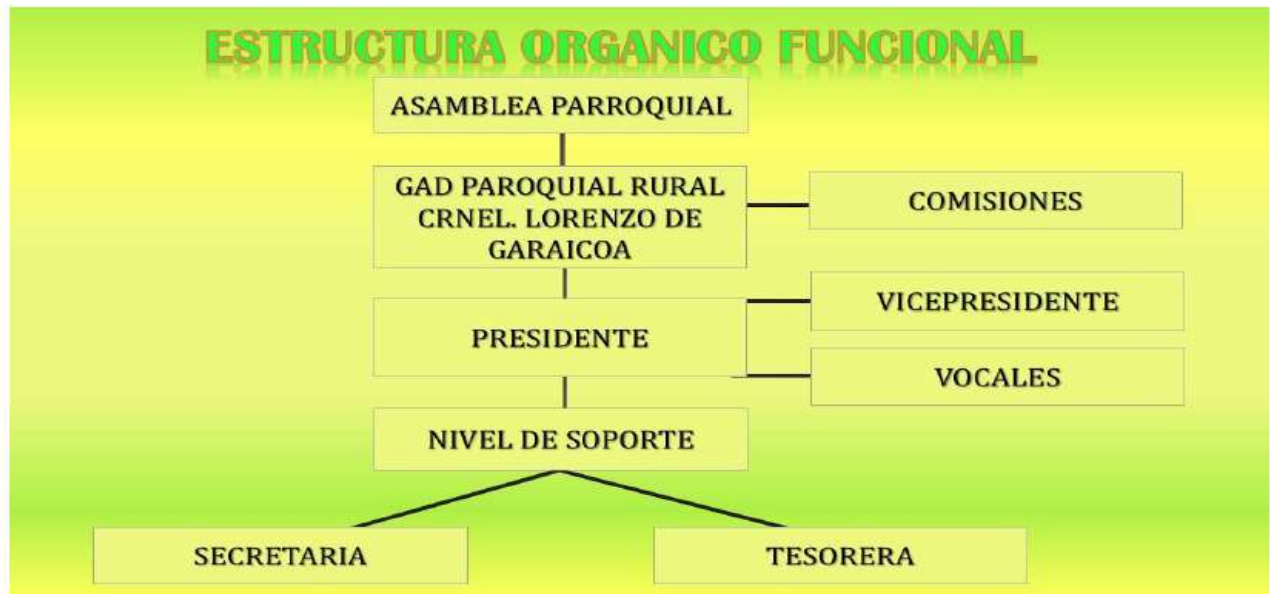 ESTRUCTURA ORGANICO FUNCIONAL
ASAMBLEA PARROQUIAL
GAD PAROQUIAL RURAL
CRNEL. LORENZO DE
GARAICOA
COMISIONES
VICEPRESIDENTE
PRESIDENTE
VOCALES
NIVEL DE SOPORTE
SECRETARIA
TESORERA